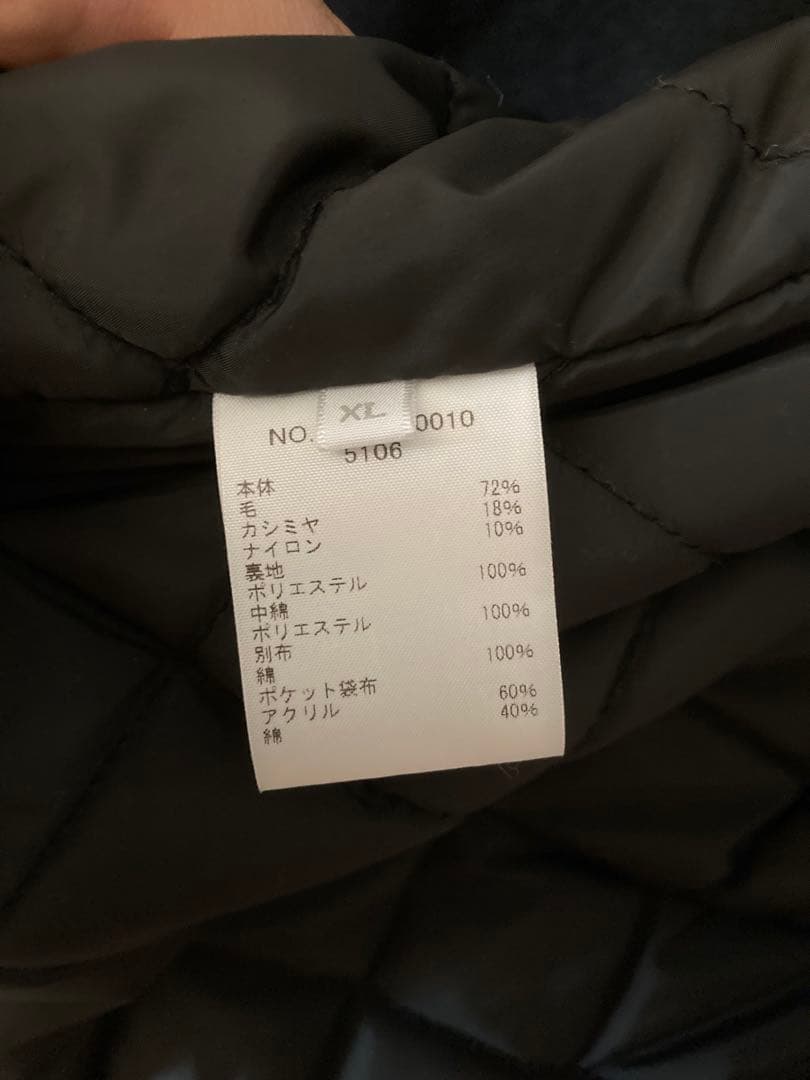 XL
NO. 0010
5106
本体
毛 72%
カシミヤ 18%
ナイロン 10%
裏地
ポリエステル 100%
中綿
ポリエステル 100%
別布
綿 100%
ポケット袋布
アクリル 60%
綿 40%